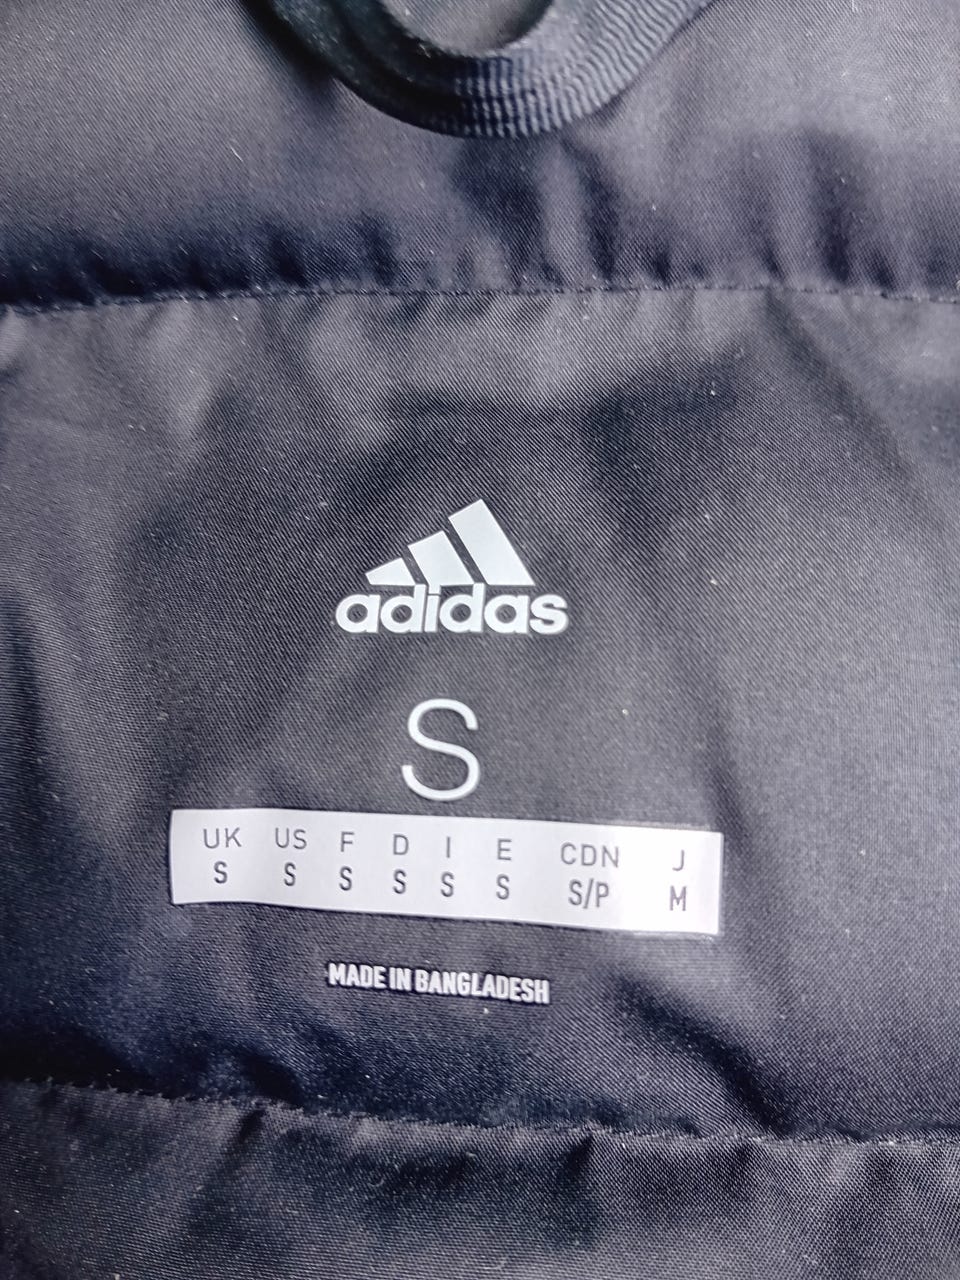 adidas
S
UK US F D I E CDN J
S S S S S S S/P M
MADE IN BANGLADESH